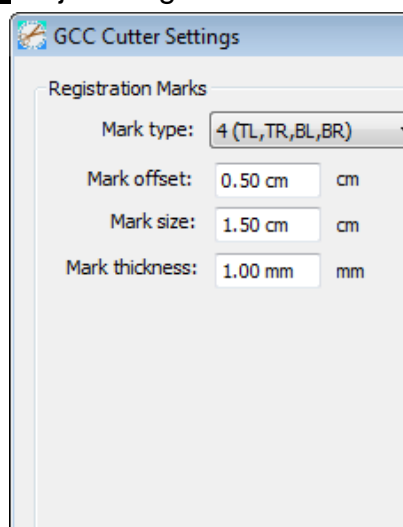 GCC Cutter Settings
Registration Marks
Mark type: 4 (TL,TR,BL,BR)
Mark offset: 0.50 cm cm
Mark size: 1.50 cm cm
Mark thickness: 1.00 mm mm